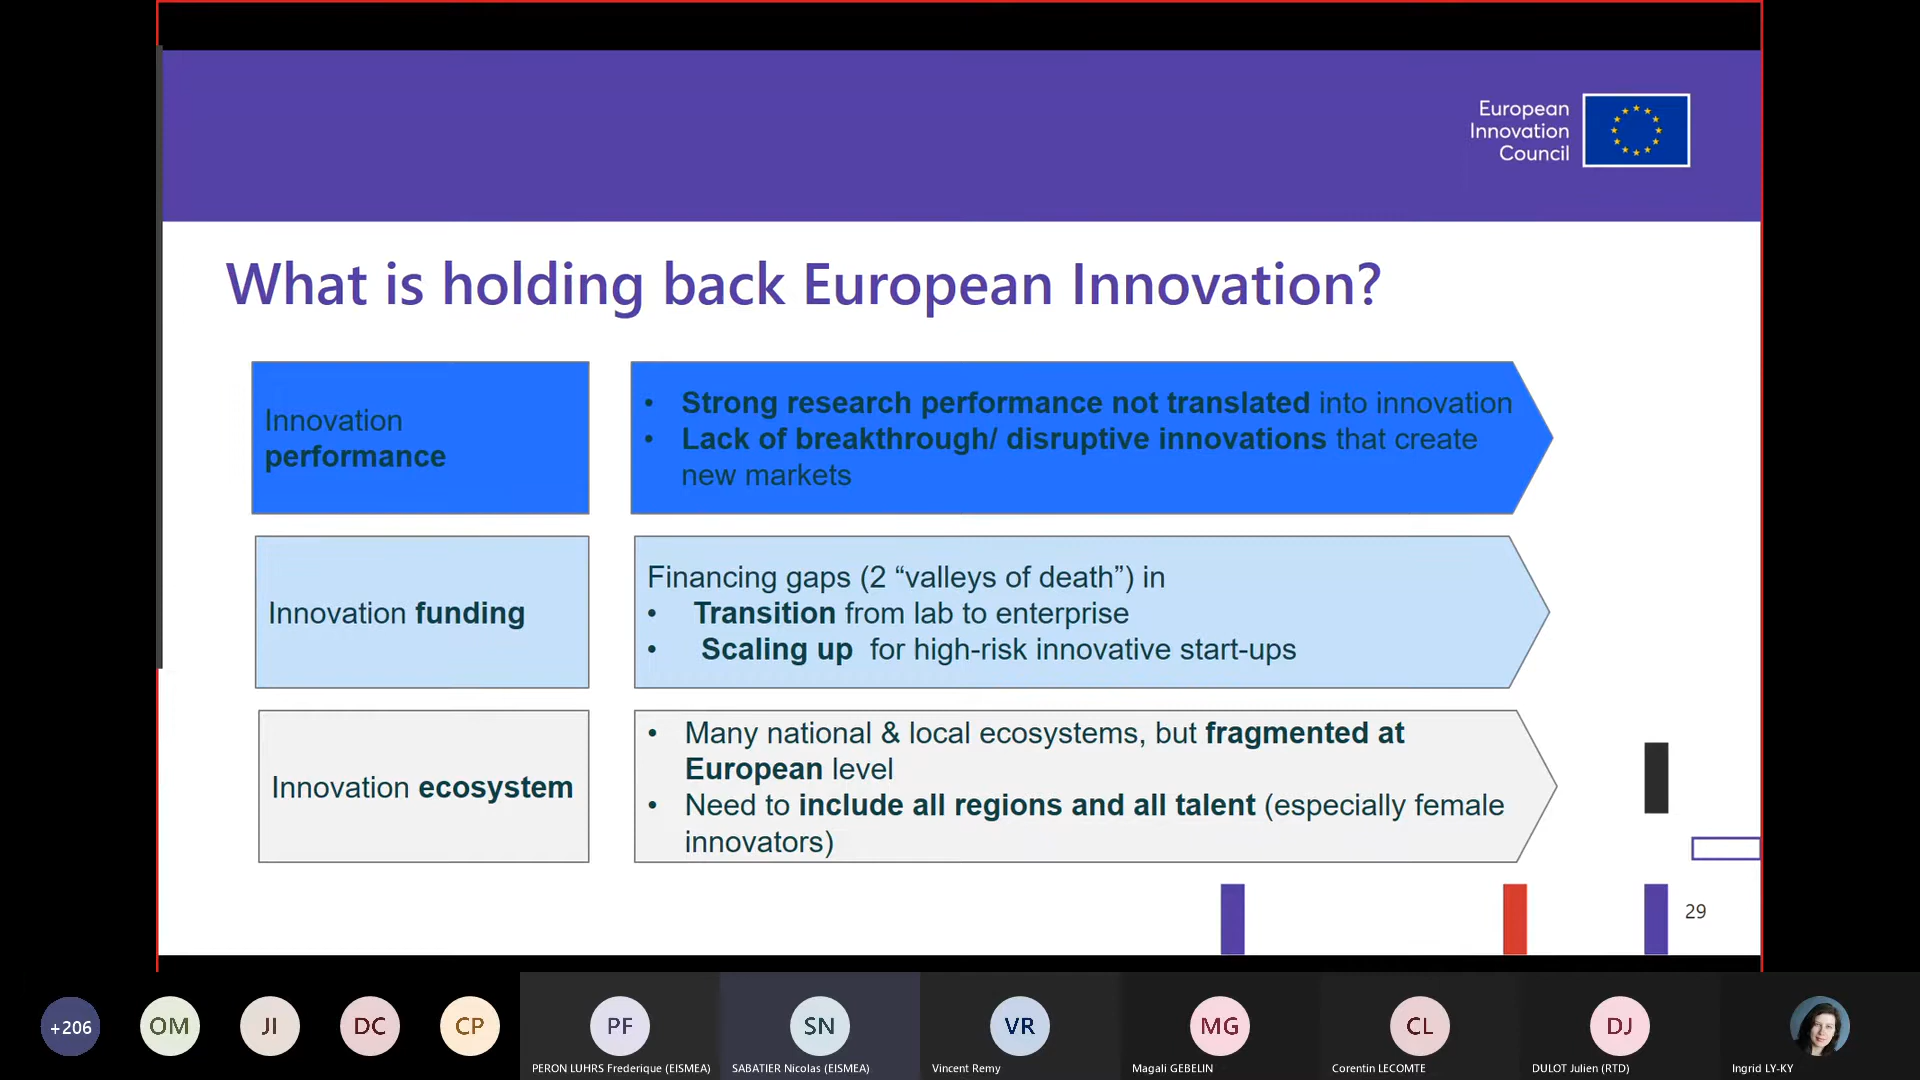 European
Innovation
Council
What is holding back European Innovation?
Innovation
performance
• Strong research performance not translated into innovation
• Lack of breakthrough/ disruptive innovations that create
new markets
Innovation funding
Financing gaps (2 “valleys of death”) in
• Transition from lab to enterprise
• Scaling up for high-risk innovative start-ups
Innovation ecosystem
• Many national & local ecosystems, but fragmented at
European level
• Need to include all regions and all talent (especially female
innovators)
29
+206
OM
JI
DC
CP
PF
SN
VR
MG
CL
DJ
PERON LUHRS Frederique (EISMEA)
SABATIER Nicolas (EISMEA)
Vincent Remy
Magali GEBELIN
Corentin LECOMTE
DULOT Julien (RTD)
Ingrid LY-KY